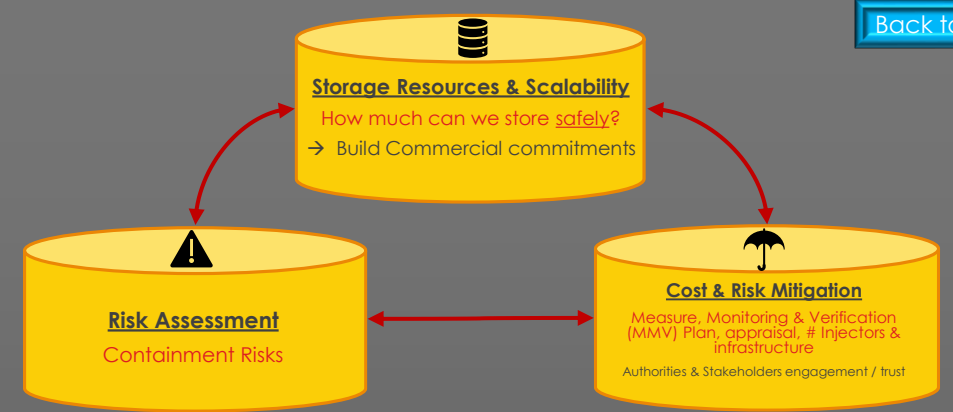 Back to
Storage Resources & Scalability
How much can we store safely?
→ Build Commercial commitments
Risk Assessment
Containment Risks
Cost & Risk Mitigation
Measure, Monitoring & Verification
(MMV) Plan, appraisal, # Injectors &
infrastructure
Authorities & Stakeholders engagement / trust